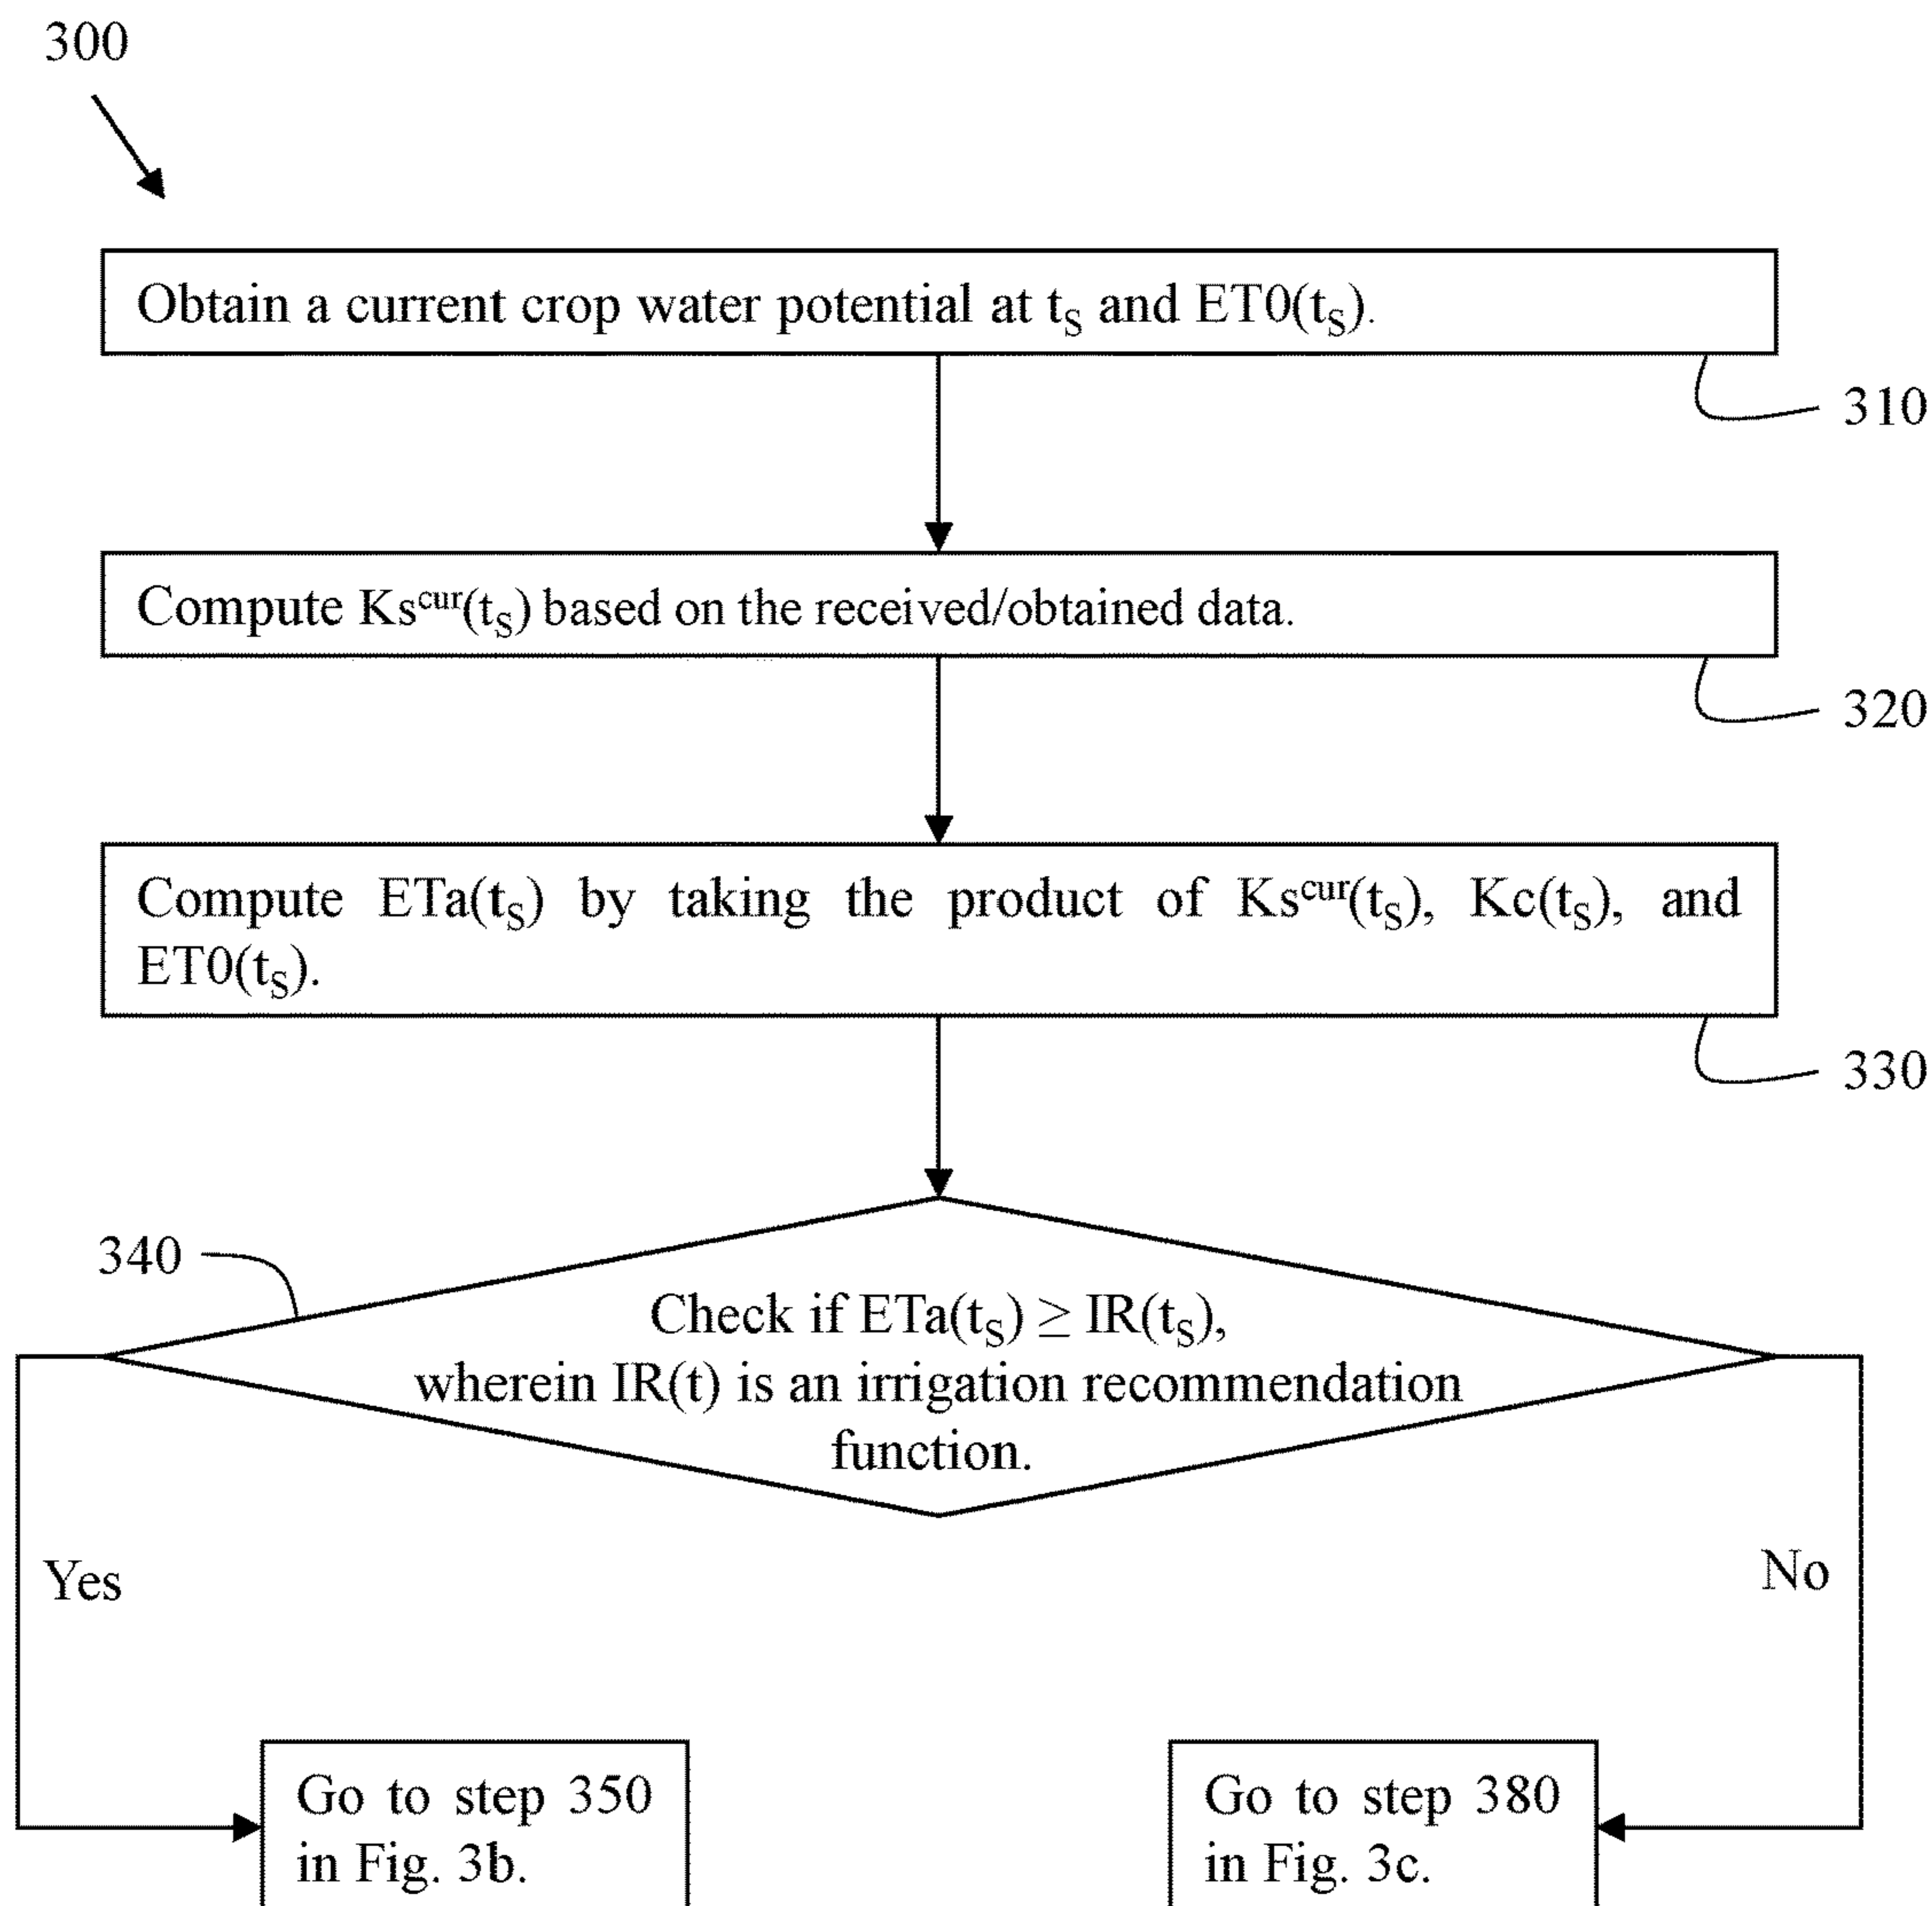 300
Obtain a current crop water potential at tS and ET0(tS).
310
Compute Kscur(tS) based on the received/obtained data.
320
Compute ETa(tS) by taking the product of Kscur(tS), Kc(tS), and
ET0(tS).
330
340
Check if ETa(tS) ≥ IR(tS),
wherein IR(t) is an irrigation recommendation
function.
Yes
No
Go to step 350
in Fig. 3b.
Go to step 380
in Fig. 3c.